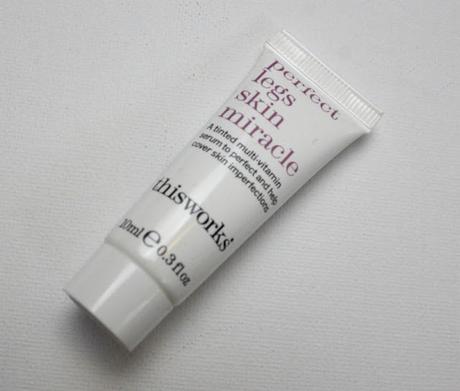 perfect
legs
skin
miracle
A tinted multi-vitamin
serum to perfect and help
cover skin imperfections
thisworks®
10ml ℮ 0.3 fl oz